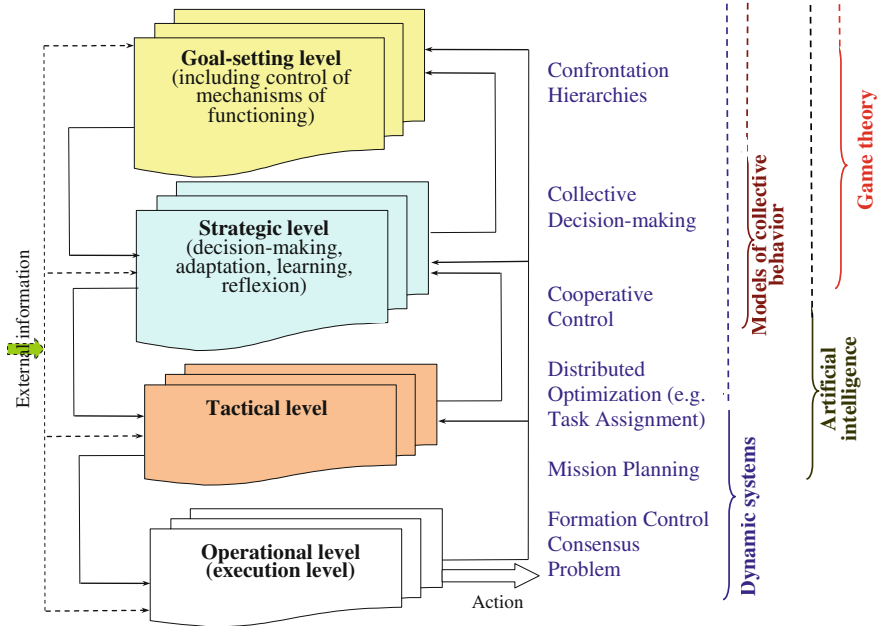 Goal-setting level
(including control of
mechanisms of
functioning)
Strategic level
(decision-making,
adaptation, learning,
reflexion)
Tactical level
Operational level
(execution level)
Action
External information
Confrontation
Hierarchies
Collective
Decision-making
Cooperative
Control
Distributed
Optimization (e.g.
Task Assignment)
Mission Planning
Formation Control
Consensus
Problem
Dynamic systems
Models of collective
behavior
Artificial
intelligence
Game theory